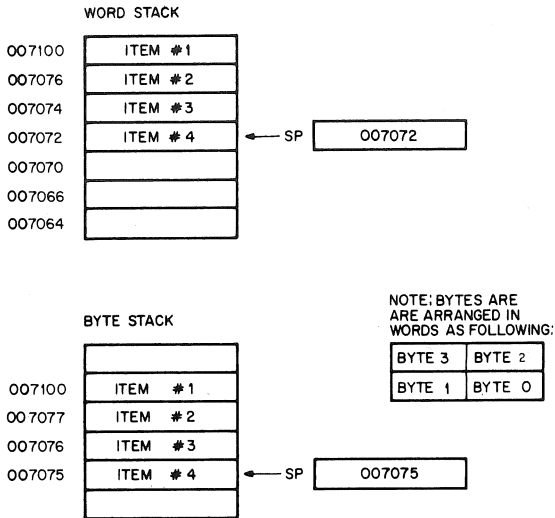 WORD STACK
007100 ITEM #1
007076 ITEM #2
007074 ITEM #3
007072 ITEM #4 SP 007072
007070
007066
007064
NOTE: BYTES ARE
ARE ARRANGED IN
WORDS AS FOLLOWING:
BYTE STACK
BYTE 3 BYTE 2
BYTE 1 BYTE 0
007100 ITEM #1
007077 ITEM #2
007076 ITEM #3
007075 ITEM #4 SP 007075